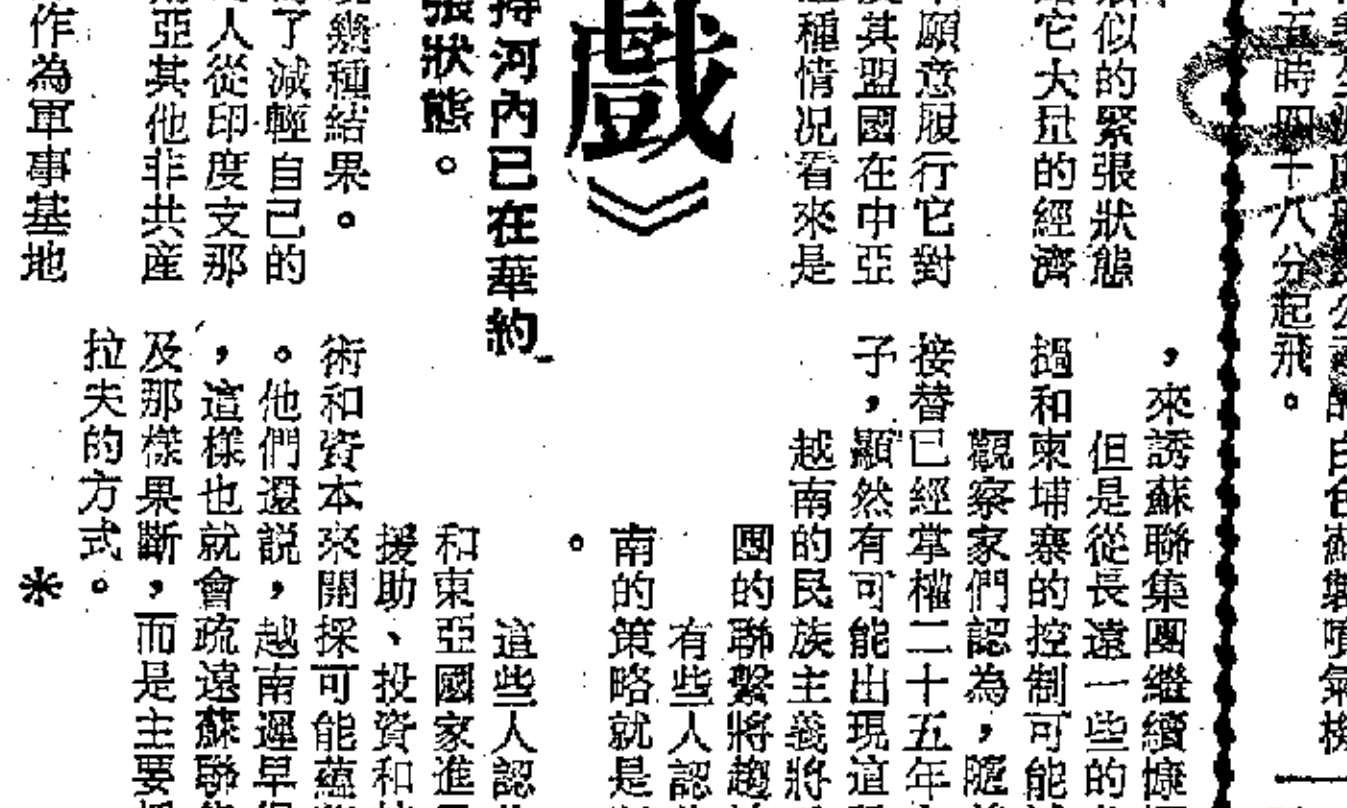 五時四十八分起飛。
似的緊張狀態
它大量的經濟
願意履行它對
其盟國在中亞
種情况看來是
戲》
持河內已在華約
張狀態。
幾種結果。
了減輕自己的
人從印度支那
亞其他非共産
作為軍事基地
，來誘蘇聯集團繼續慷
但是從長遠一些的
和柬埔寨的控制可能
觀察家們認為，隨
接替已經掌權二十五年
子，顯然有可能出現這
越南的民族主義將
團的聯繫將趨
有些人認
南的策略就是
。
這些人認
和東亞國家進
援助、投資和
術和資本來開採可能蘊
。他們還説，越南遲早
，這樣也就會疏遠蘇聯
及那樣果斷，而是主要
拉夫的方式。
＊